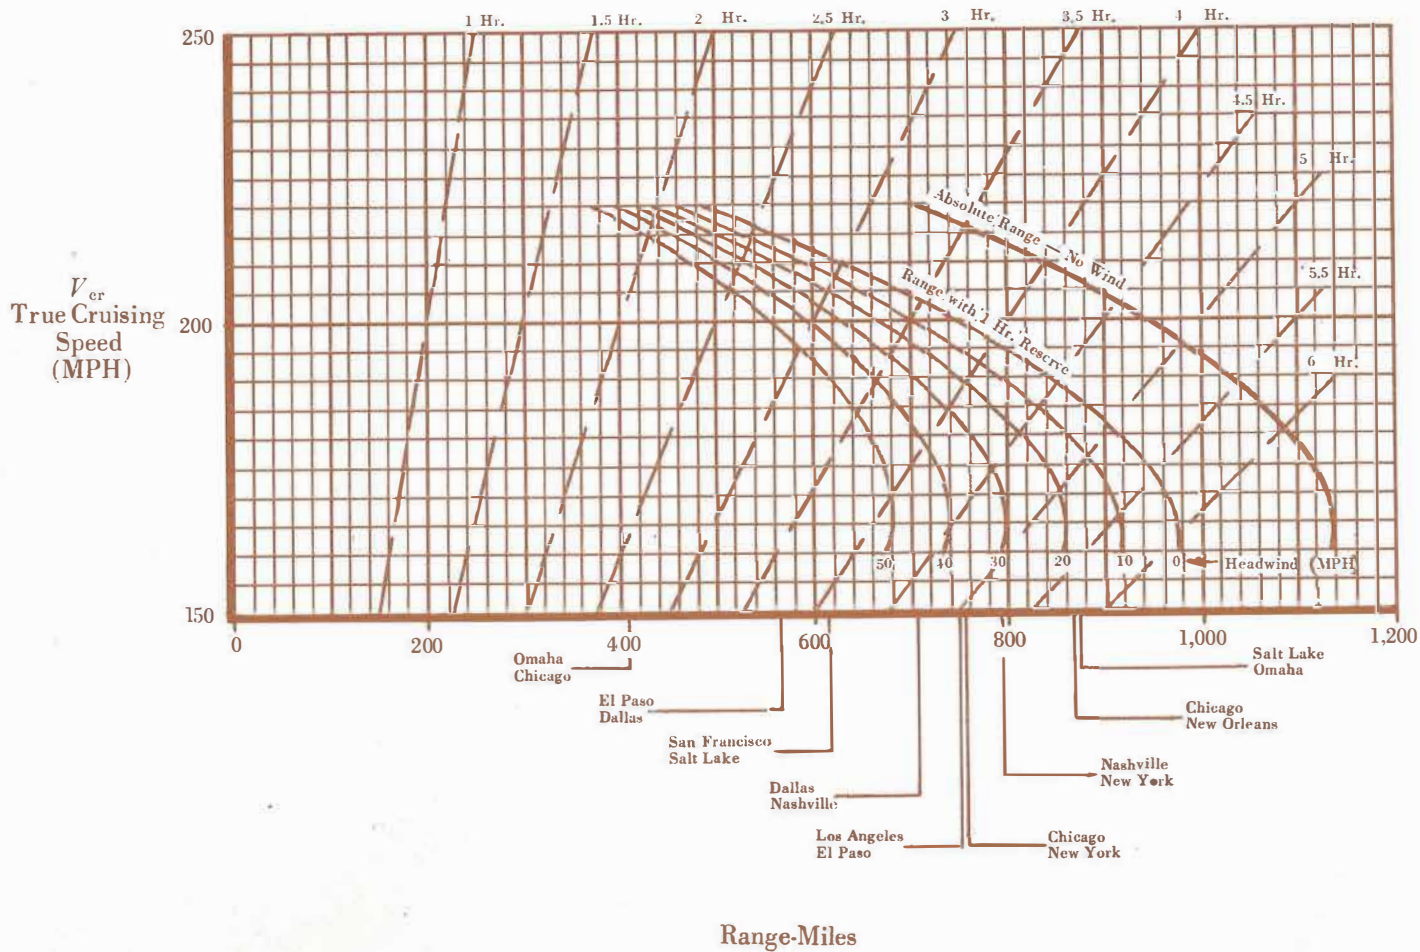 1 Hr.
1.5 Hr.
2 Hr.
2.5 Hr.
3 Hr.
3.5 Hr.
4 Hr.
4.5 Hr.
5 Hr.
5.5 Hr.
6 Hr.
250
200
150
Vcr
True Cruising
Speed
(MPH)
Absolute Range — No Wind
Range with 1 Hr. Reserve
50
40
30
20
10
0
Headwind (MPH)
0
200
400
600
800
1,000
1,200
Omaha
Chicago
El Paso
Dallas
San Francisco
Salt Lake
Dallas
Nashville
Los Angeles
El Paso
Chicago
New York
Nashville
New York
Chicago
New Orleans
Salt Lake
Omaha
Range-Miles